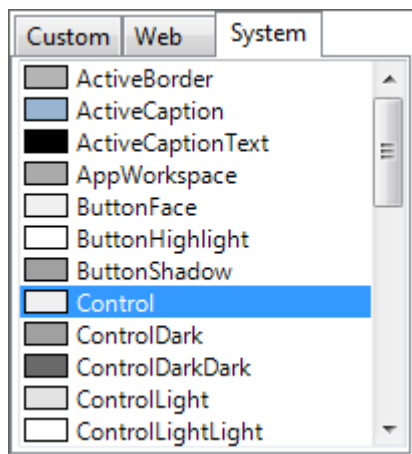 Custom Web System
ActiveBorder
ActiveCaption
ActiveCaptionText
AppWorkspace
ButtonFace
ButtonHighlight
ButtonShadow
Control
ControlDark
ControlDarkDark
ControlLight
ControlLightLight